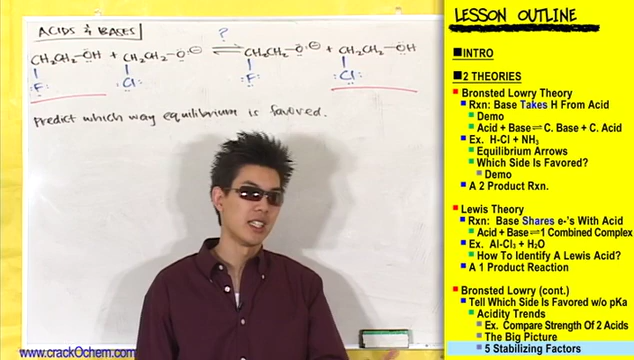 ACIDS & BASES
?
CH₂CH₂-OH + CH₂CH₂-O⊖ ⇌ CH₂CH₂-O⊖ + CH₂CH₂-OH
F Cl F Cl
Predict which way equilibrium is favored.
www.crackOchem.com
LESSON OUTLINE
INTRO
2 THEORIES
Bronsted Lowry Theory
Rxn: Base Takes H From Acid
Demo
Acid + Base⇌ C. Base + C. Acid
Ex. H-Cl + NH₃
Equilibrium Arrows
Which Side Is Favored?
Demo
A 2 Product Rxn.
Lewis Theory
Rxn: Base Shares e-'s With Acid
Acid + Base⇌1 Combined Complex
Ex. Al-Cl₃ + H₂O
How To Identify A Lewis Acid?
A 1 Product Reaction
Bronsted Lowry (cont.)
Tell Which Side Is Favored w/o pKa
Acidity Trends
Ex. Compare Strength Of 2 Acids
The Big Picture
5 Stabilizing Factors